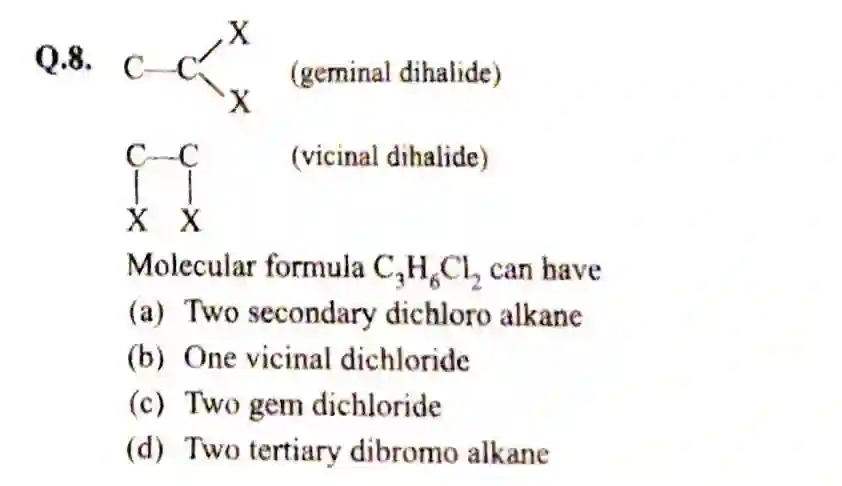 Q.8. C—C X X (geminal dihalide)
C—C (vicinal dihalide)
X X
Molecular formula C₃H₆Cl₂ can have
(a) Two secondary dichloro alkane
(b) One vicinal dichloride
(c) Two gem dichloride
(d) Two tertiary dibromo alkane